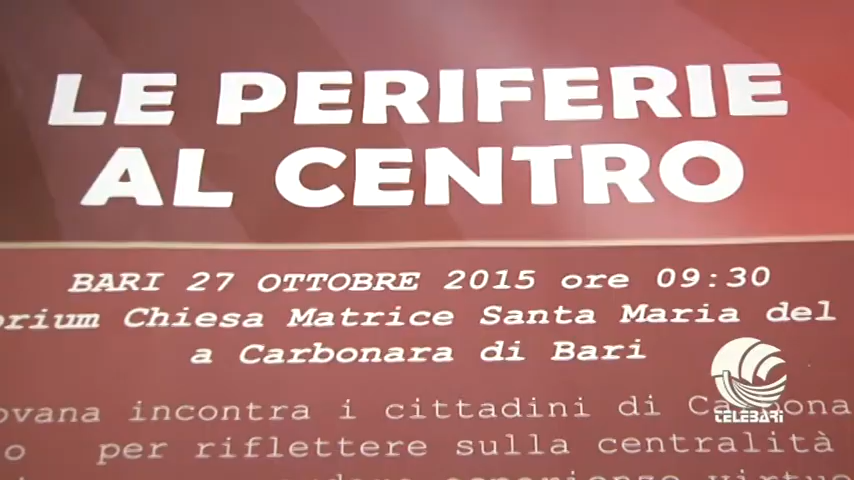 LE PERIFERIE
AL CENTRO
BARI 27 OTTOBRE 2015 ore 09:30
Chiesa Matrice Santa Maria del
a Carbonara di Bari
incontra i cittadini di
TELEBARI
per riflettere sulla centralità